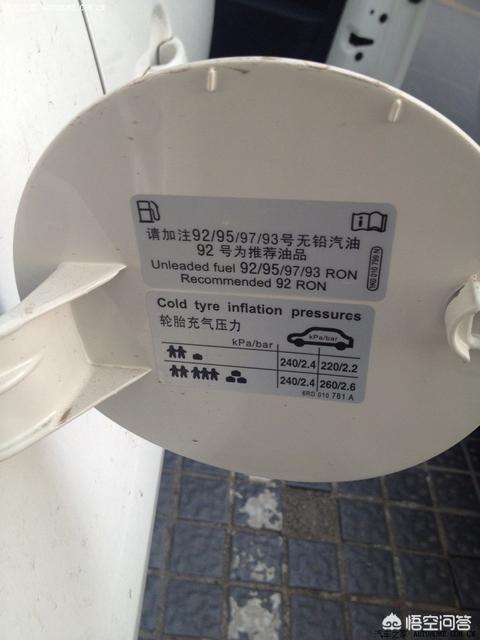 请加注92/95/97/93号无铅汽油
92 号为推荐油品
Unleaded fuel 92/95/97/93 RON
Recommended 92 RON
Cold tyre inflation pressures
轮胎充气压力
kPa/bar
kPa/bar
240/2.4 220/2.2
240/2.4 260/2.6
6RD 010 781 A
悟空问答